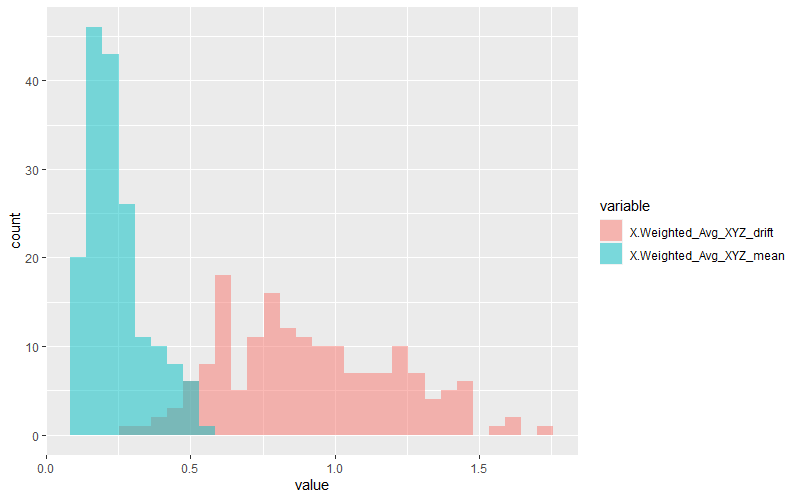 40
30
20
10
0
count
0.0 0.5 1.0 1.5
value
variable
X.Weighted_Avg_XYZ_drift
X.Weighted_Avg_XYZ_mean